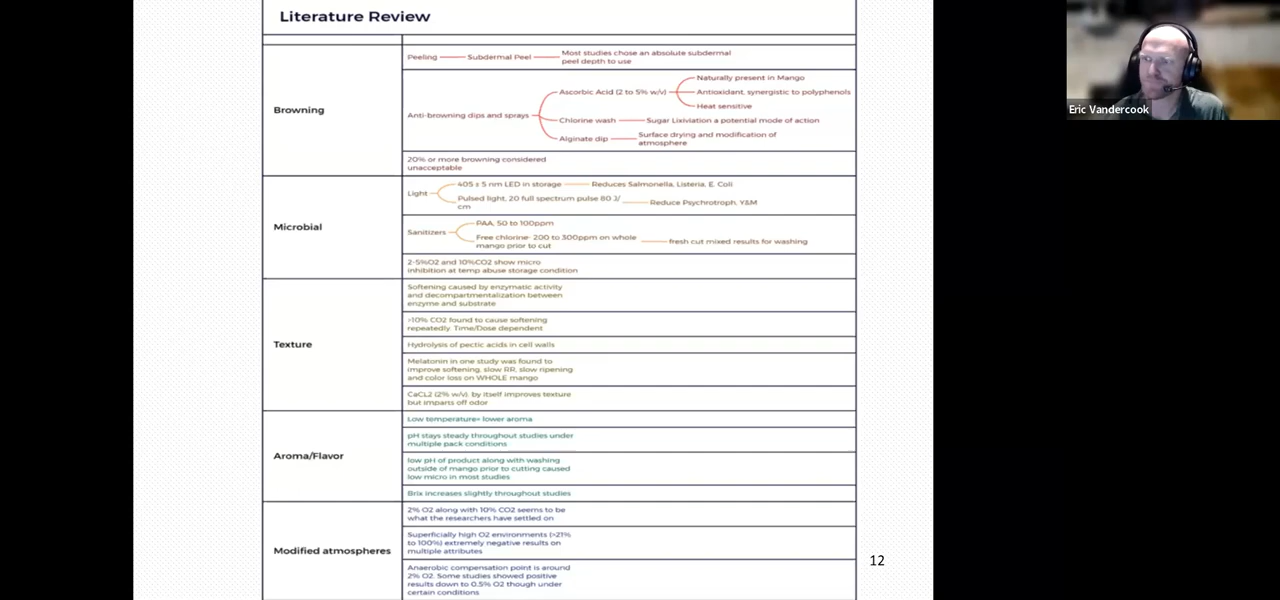 Literature Review
Browning
Peeling
Subdermal Peel
Most studies chose an absolute subdermal
peel depth to use
Anti-browning dips and sprays
Ascorbic Acid (2 to 5% w/v)
Naturally present in Mango
Antioxidant, synergistic to polyphenols
Heat sensitive
Chlorine wash
Sugar Lixiviation a potential mode of action
Alginate dip
Surface drying and modification of
atmosphere
20% or more browning considered
unacceptable
Microbial
Light
405 ± 5 nm LED in storage
Reduces Salmonella, Listeria, E. Coli
Pulsed light, 20 full spectrum pulse 80 J/
cm
Reduce Psychrotroph, Y&M
Sanitizers
PAA, 50 to 100ppm
Free chlorine- 200 to 300ppm on whole
mango prior to cut
fresh cut mixed results for washing
2-5%O2 and 10%CO2 show micro
inhibition at temp abuse storage condition
Texture
Softening caused by enzymatic activity
and decompartmentalization between
enzyme and substrate
>10% CO2 found to cause softening
repeatedly. Time/Dose dependent
Hydrolysis of pectic acids in cell walls
Melatonin in one study was found to
improve softening, slow RR, slow ripening
and color loss on WHOLE mango
CaCL2 (2% w/v). by itself improves texture
but imparts off odor
Aroma/Flavor
Low temperature= lower aroma
pH stays steady throughout studies under
multiple pack conditions
low pH of product along with washing
outside of mango prior to cutting caused
low micro in most studies
Brix increases slightly throughout studies
Modified atmospheres
2% O2 along with 10% CO2 seems to be
what the researchers have settled on
Superficially high O2 environments (>21%
to 100%) extremely negative results on
multiple attributes
Anaerobic compensation point is around
2% O2. Some studies showed positive
results down to 0.5% O2 though under
certain conditions
12
Eric Vandercook